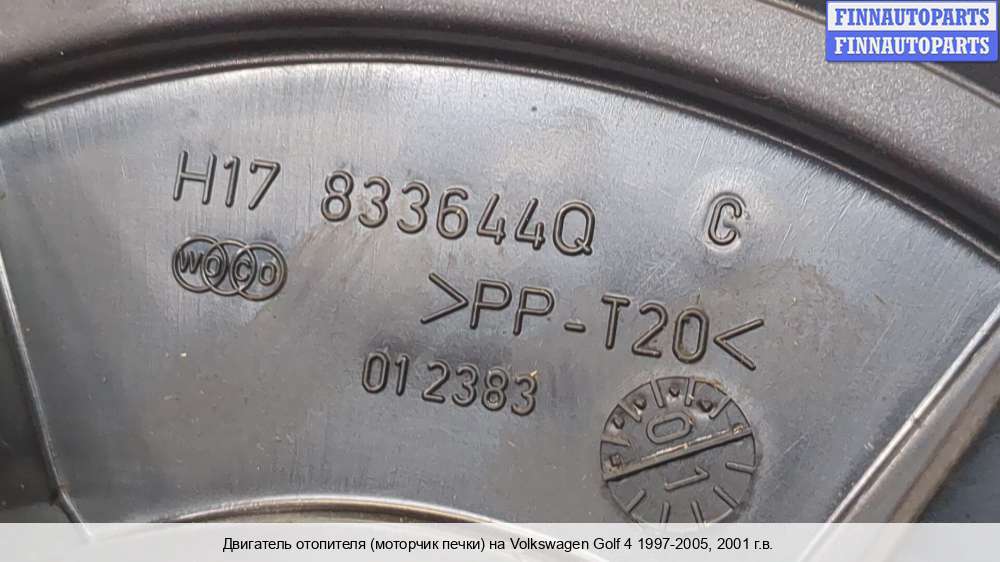 FINNAUTOPARTS
FINNAUTOPARTS
H17 833644Q G
WOCO
>PP-T20<
012383
01
Двигатель отопителя (моторчик печки) на Volkswagen Golf 4 1997-2005, 2001 г.в.